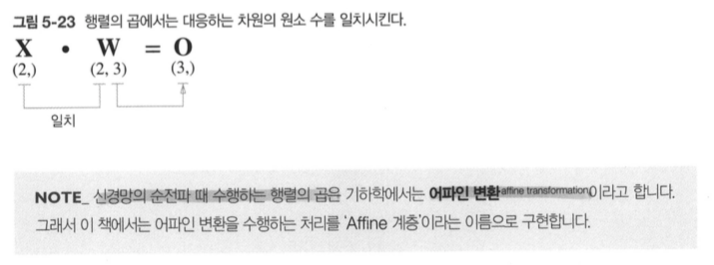 그림 5-23 행렬의 곱에서는 대응하는 차원의 원소 수를 일치시킨다.
X • W = O
(2,) (2, 3) (3,)
일치
NOTE_ 신경망의 순전파 때 수행하는 행렬의 곱은 기하학에서는 어파인 변환affine transformation이라고 합니다.
그래서 이 책에서는 어파인 변환을 수행하는 처리를 'Affine 계층'이라는 이름으로 구현합니다.